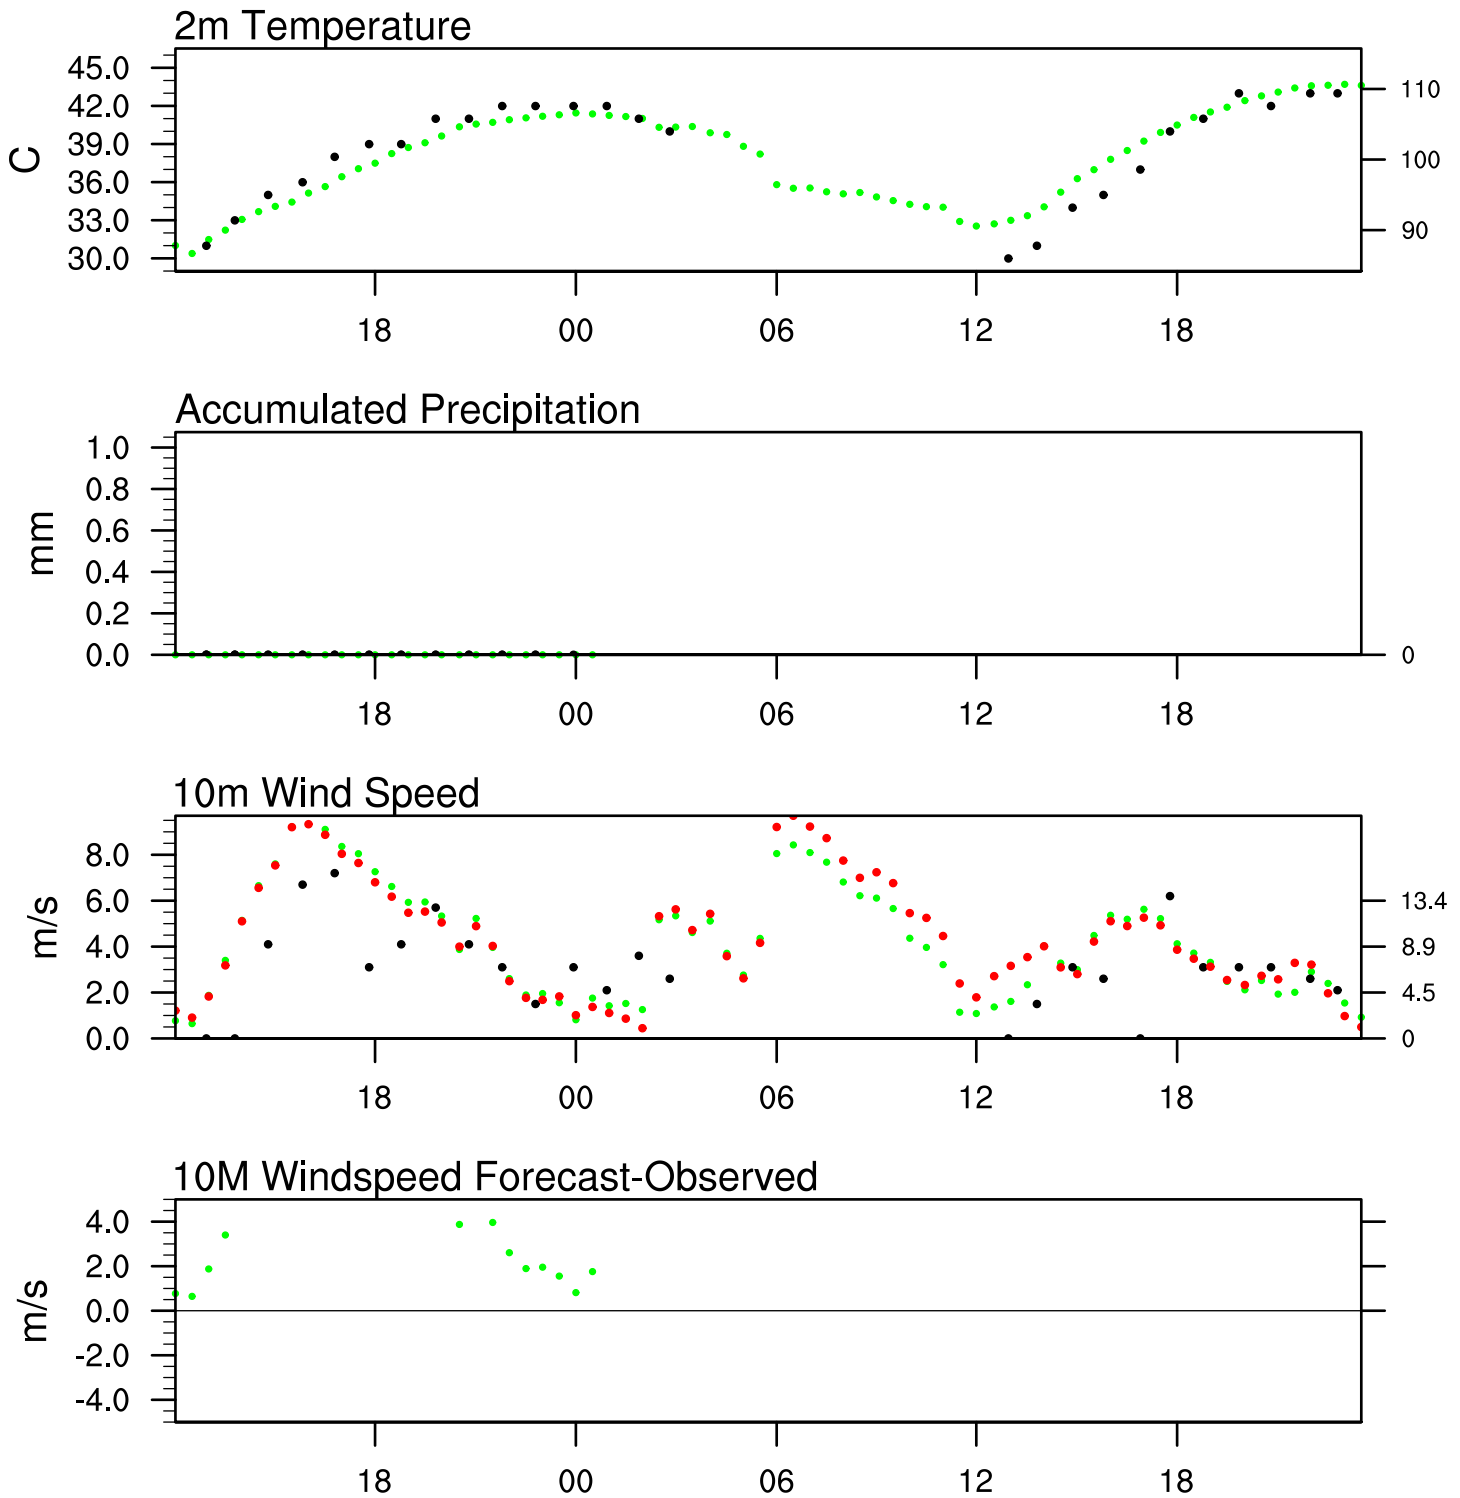 2m Temperature
45.0
42.0
39.0
36.0
33.0
30.0
C
110
100
90
18 00 06 12 18
Accumulated Precipitation
1.0
0.8
0.6
0.4
0.2
0.0
mm
0
18 00 06 12 18
10m Wind Speed
8.0
6.0
4.0
2.0
0.0
m/s
13.4
8.9
4.5
0
18 00 06 12 18
10M Windspeed Forecast-Observed
4.0
2.0
0.0
-2.0
-4.0
m/s
18 00 06 12 18